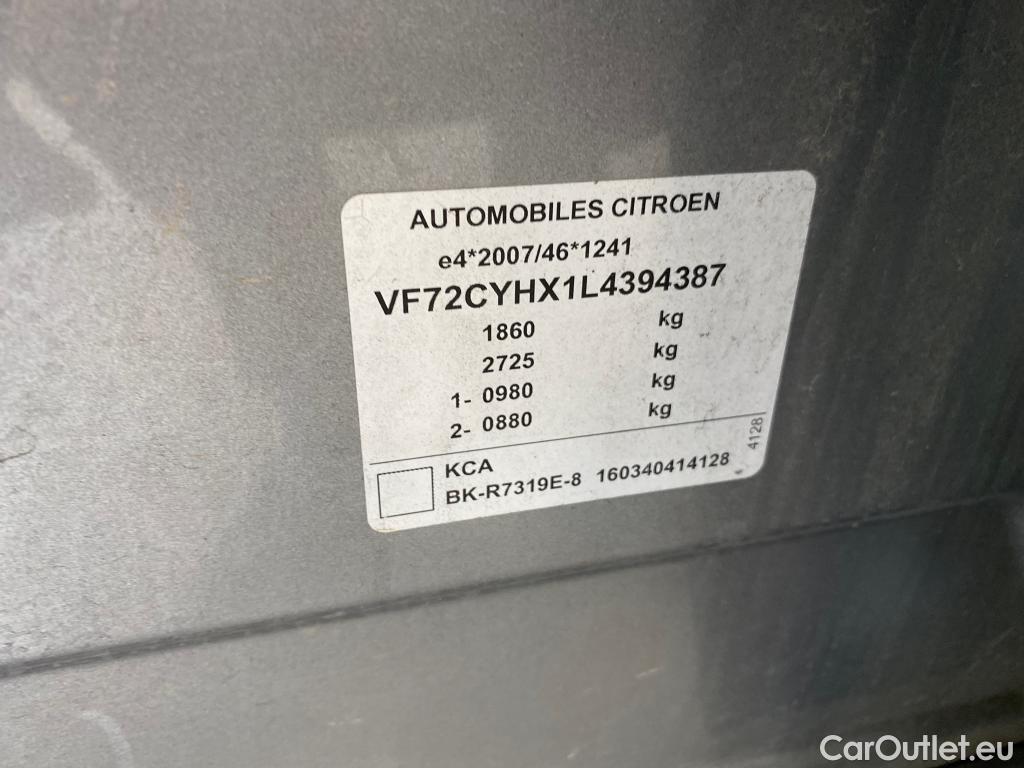 AUTOMOBILES CITROEN
e4*2007/46*1241
VF72CYHX1L4394387
1860 kg
2725 kg
1- 0980 kg
2- 0880 kg
4128
KCA
BK-R7319E-8 160340414128
CarOutlet.eu